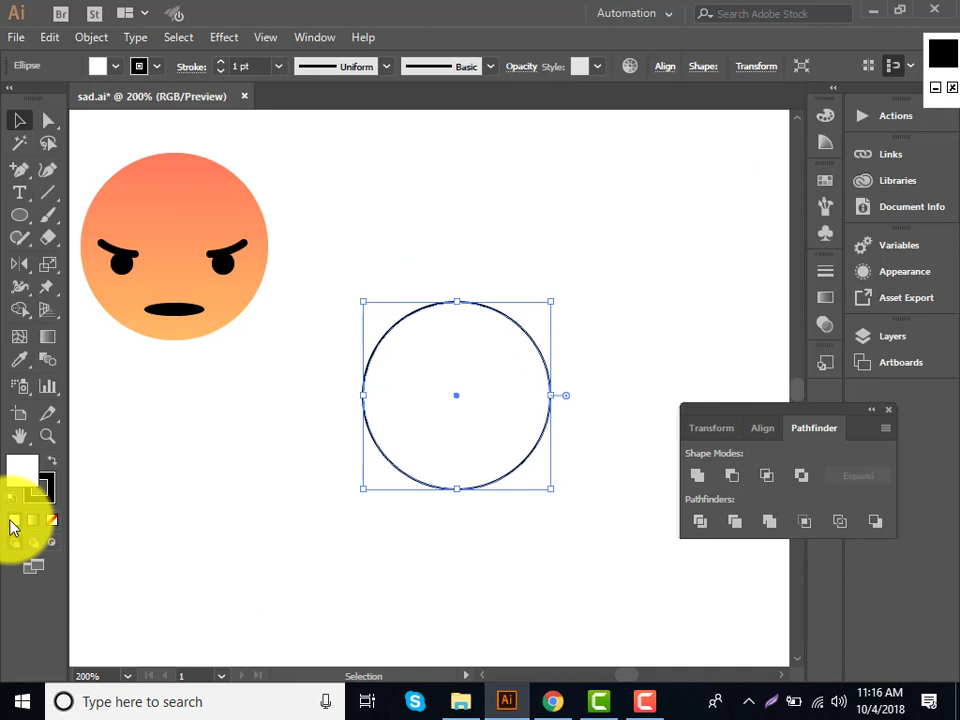 Ai Br St Automation Search Adobe Stock
File Edit Object Type Select Effect View Window Help
Ellipse Stroke: 1 pt Uniform Basic Opacity Style: Align Shape: Transform
sad.ai* @ 200% (RGB/Preview)
Actions
Links
Libraries
Document Info
Variables
Appearance
Asset Export
Layers
Artboards
Transform Align Pathfinder
Shape Modes:
Expand
Pathfinders:
200% 1 Selection
Type here to search
Ai
11:16 AM
10/4/2018